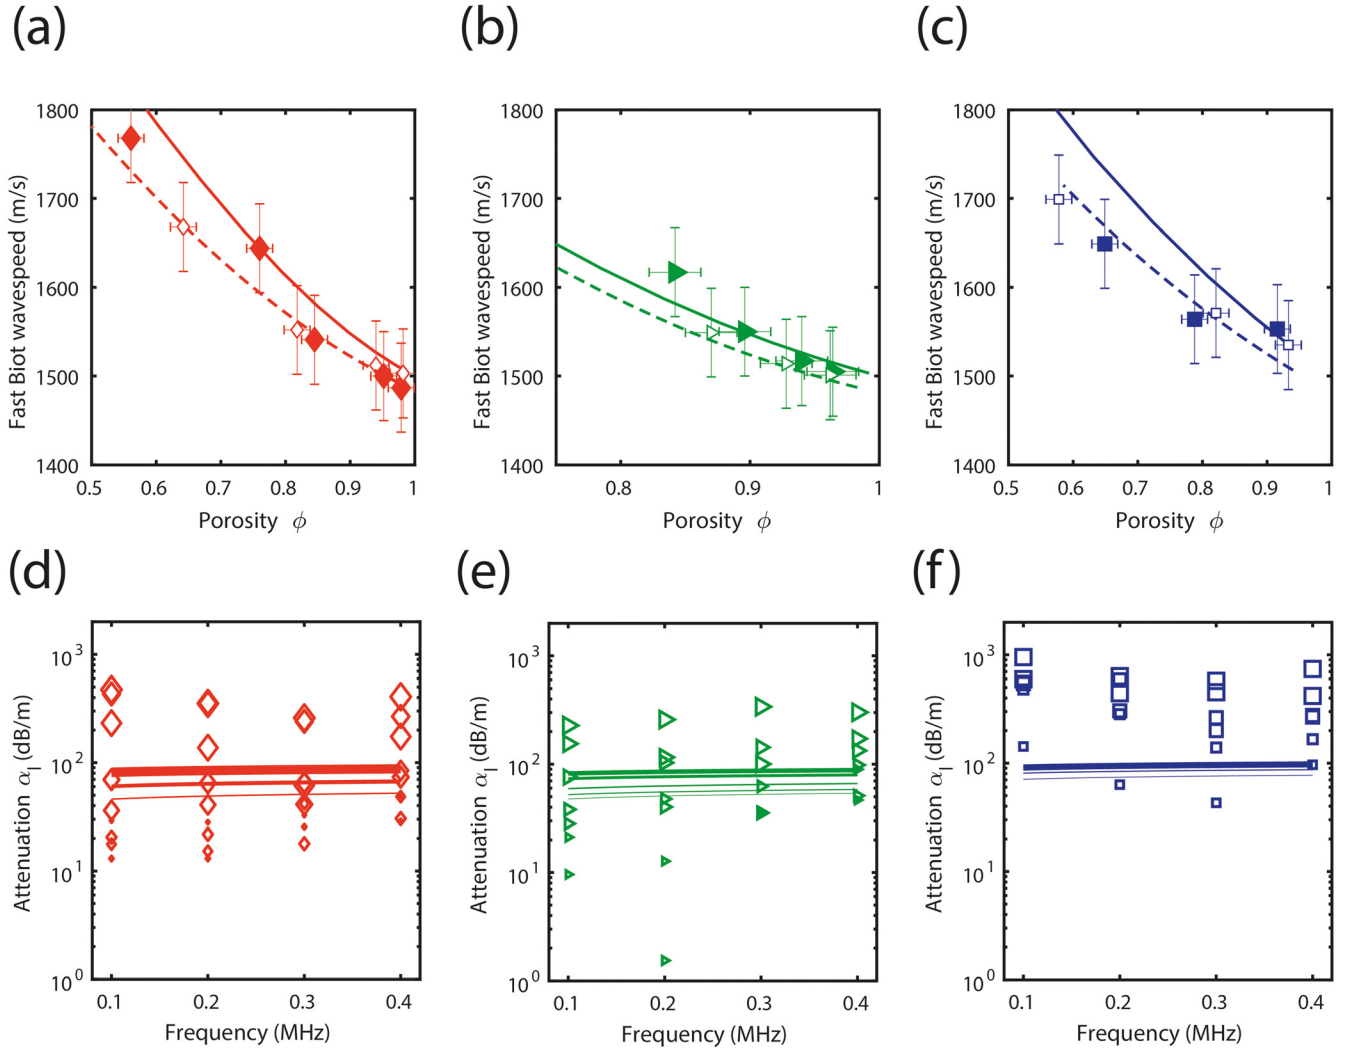 (a)
(b)
(c)
1800
1700
1600
1500
1400
Fast Biot wavespeed (m/s)
0.5 0.6 0.7 0.8 0.9 1
Porosity ϕ
1800
1700
1600
1500
1400
Fast Biot wavespeed (m/s)
0.8 0.9 1
Porosity ϕ
1800
1700
1600
1500
1400
Fast Biot wavespeed (m/s)
0.5 0.6 0.7 0.8 0.9 1
Porosity ϕ
(d)
(e)
(f)
10³
10²
10¹
10⁰
Attenuation α_l (dB/m)
0.1 0.2 0.3 0.4
Frequency (MHz)
10³
10²
10¹
10⁰
Attenuation α_l (dB/m)
0.1 0.2 0.3 0.4
Frequency (MHz)
10³
10²
10¹
10⁰
Attenuation α_l (dB/m)
0.1 0.2 0.3 0.4
Frequency (MHz)